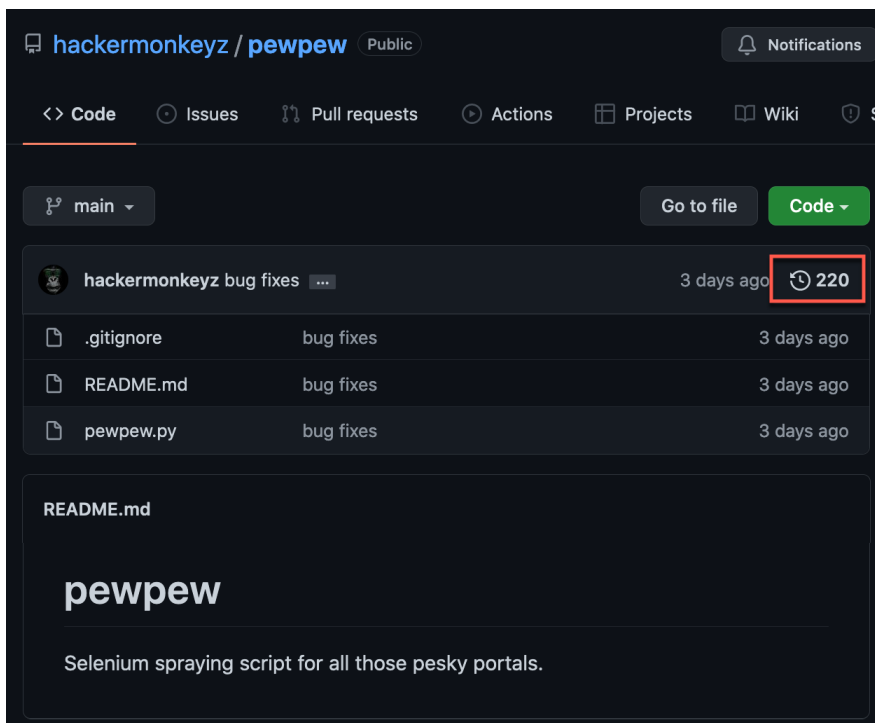 hackermonkeyz / pewpew Public Notifications
<> Code Issues Pull requests Actions Projects Wiki
main Go to file Code
hackermonkeyz bug fixes ... 3 days ago 220
.gitignore bug fixes 3 days ago
README.md bug fixes 3 days ago
pewpew.py bug fixes 3 days ago
README.md
pewpew
Selenium spraying script for all those pesky portals.